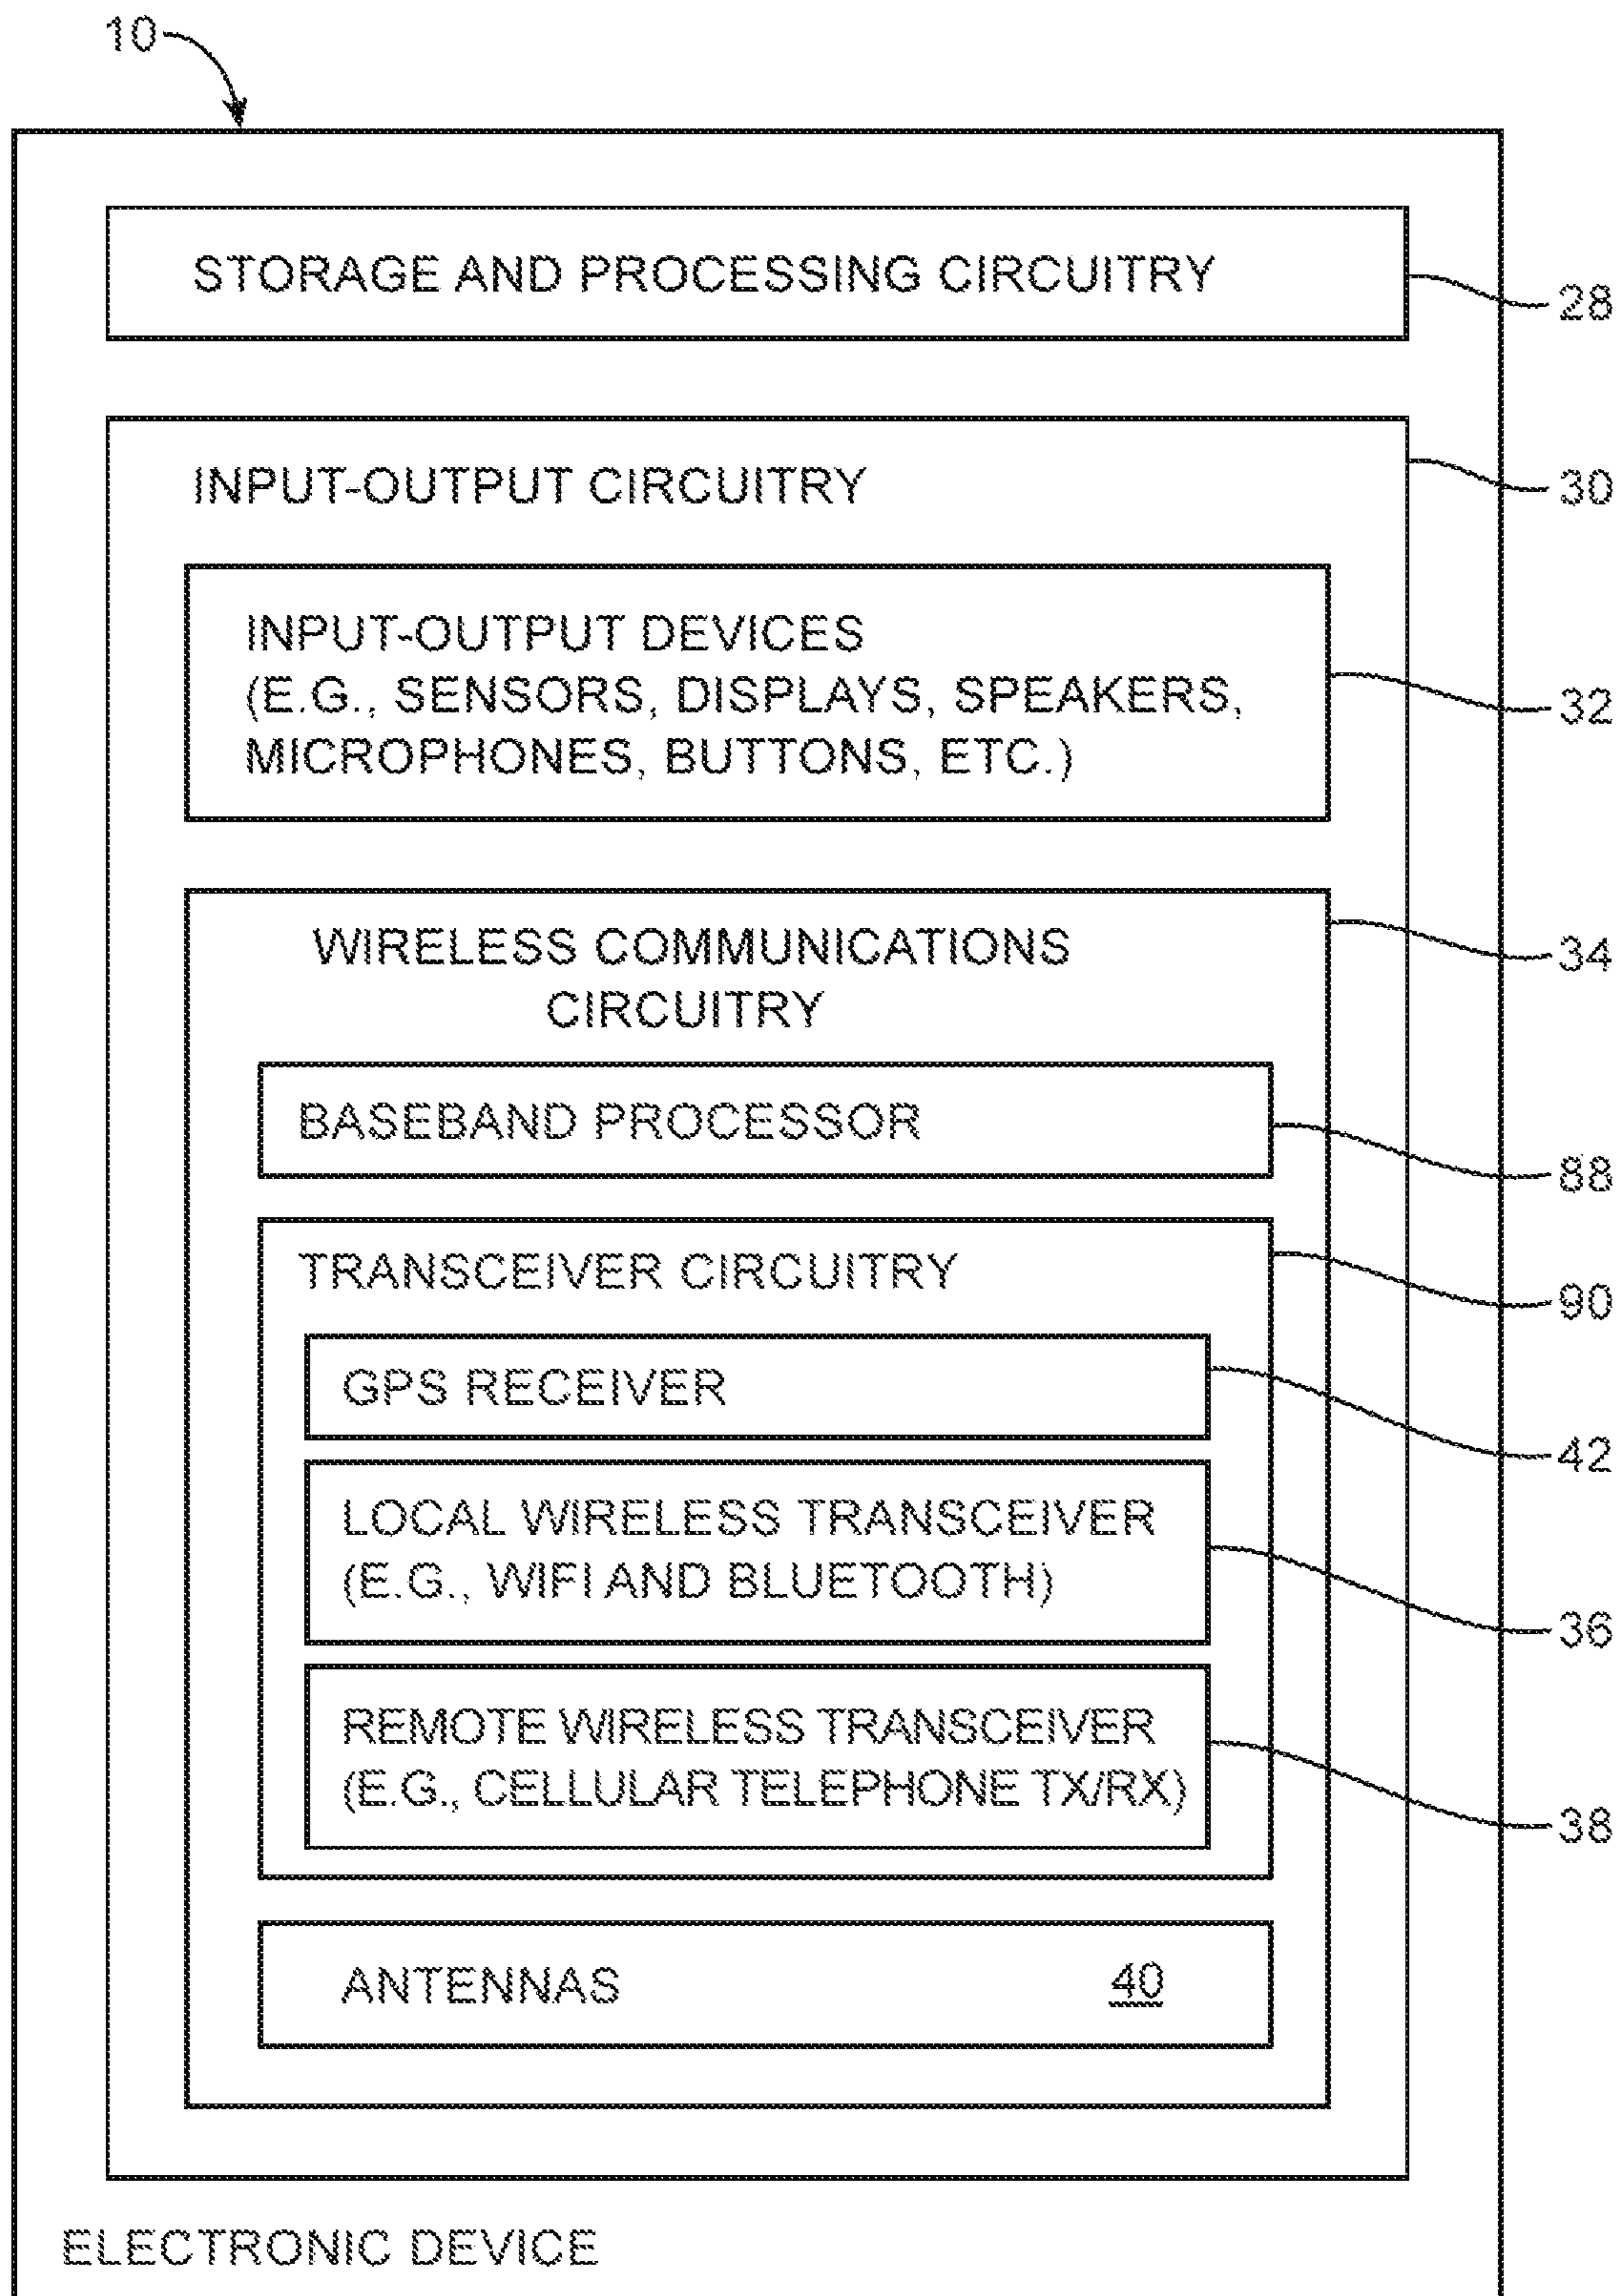 10
STORAGE AND PROCESSING CIRCUITRY
28
INPUT-OUTPUT CIRCUITRY
30
INPUT-OUTPUT DEVICES
(E.G., SENSORS, DISPLAYS, SPEAKERS,
MICROPHONES, BUTTONS, ETC.)
32
WIRELESS COMMUNICATIONS
CIRCUITRY
34
BASEBAND PROCESSOR
88
TRANSCEIVER CIRCUITRY
90
GPS RECEIVER
42
LOCAL WIRELESS TRANSCEIVER
(E.G., WIFI AND BLUETOOTH)
36
REMOTE WIRELESS TRANSCEIVER
(E.G., CELLULAR TELEPHONE TX/RX)
38
ANTENNAS 40
ELECTRONIC DEVICE